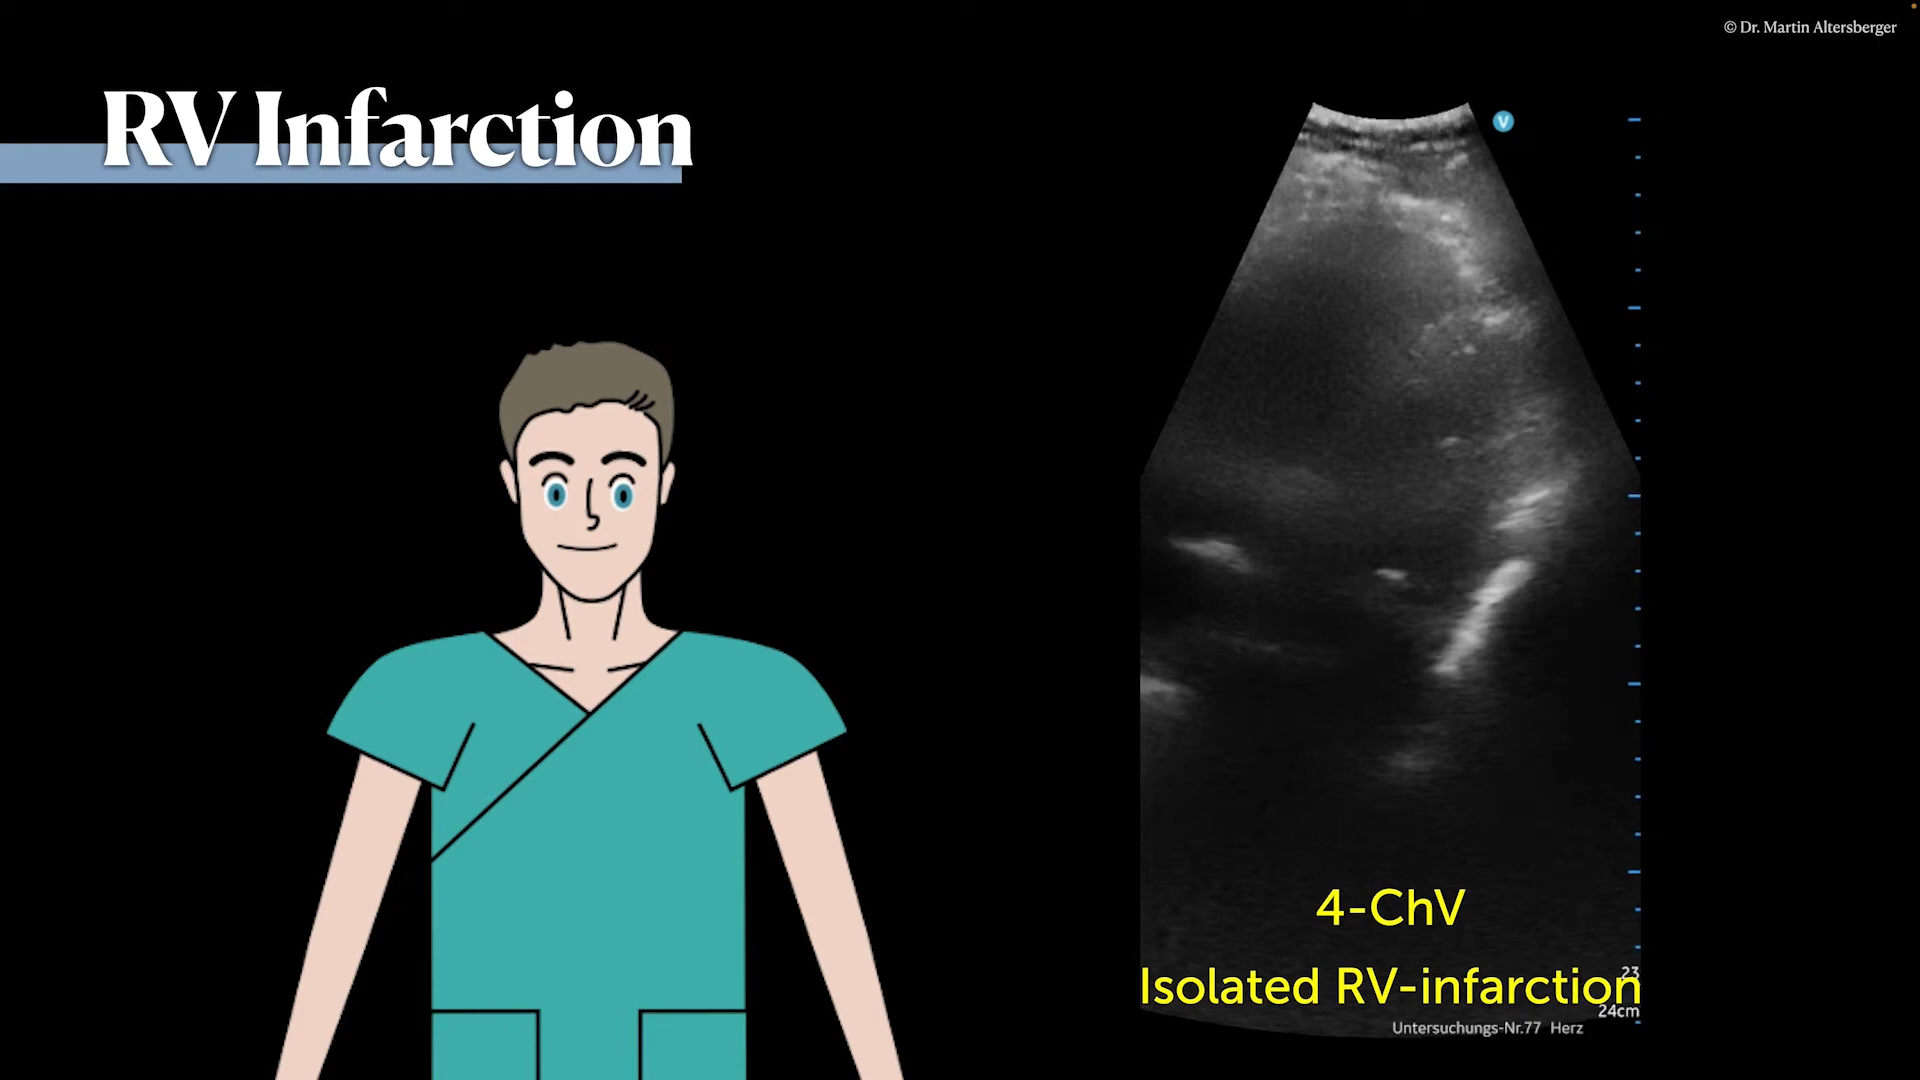 © Dr. Martin Altersberger
RV Infarction
V
4-ChV
Isolated RV-infarction
23
24cm
Untersuchungs-Nr.77 Herz